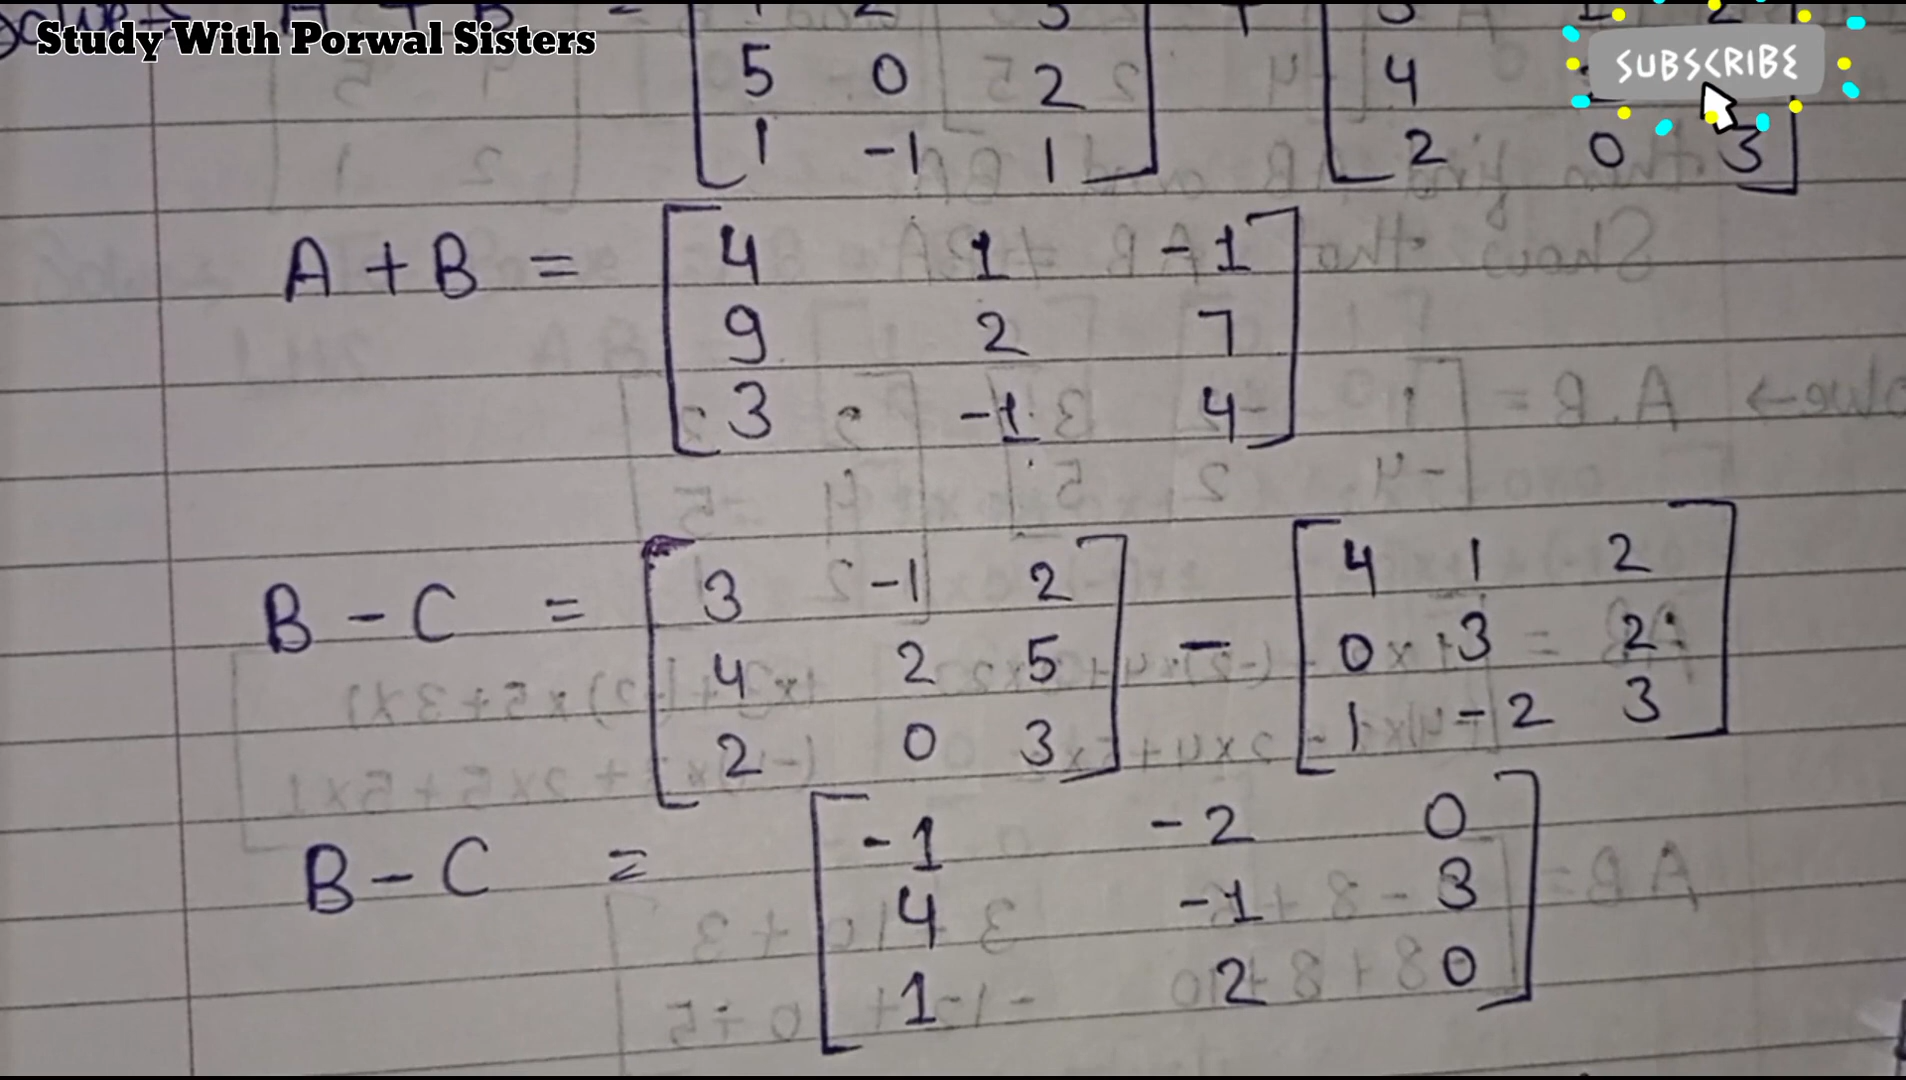 Study With Porwal Sisters
SUBSCRIBE
5 0 2 4
1 -1 1 2 0 3
A + B = [ 4 1 -1
9 2 7
3 -1 4 ]
B - C = [ 3 -1 2 ] - [ 4 1 2 ]
4 2 5 0 3 2
2 0 3 1 -2 3
B - C = [ -1 -2 0
4 -1 3
1 2 0 ]